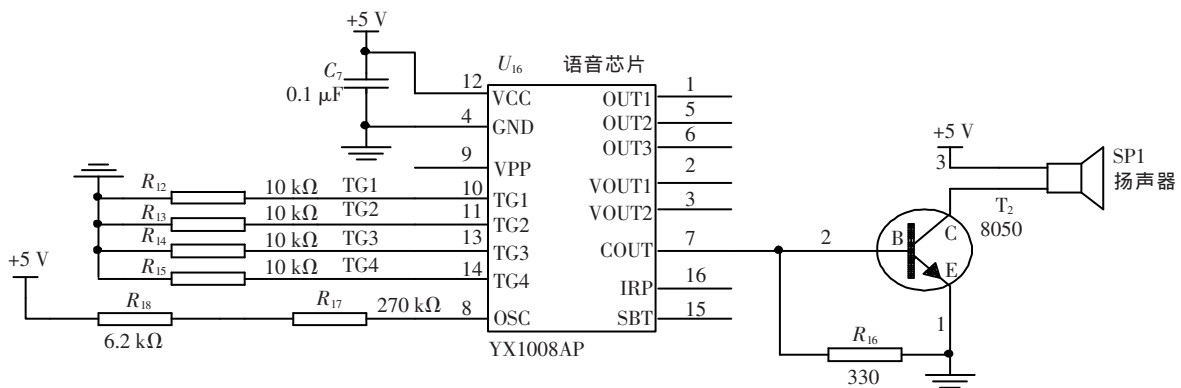 +5 V
C7
0.1 μF
U16
语音芯片
12
VCC
4
GND
9
VPP
R12
10 kΩ
TG1
10
TG1
R13
10 kΩ
TG2
11
TG2
R14
10 kΩ
TG3
13
TG3
R15
10 kΩ
TG4
14
TG4
+5 V
R18
6.2 kΩ
R17
270 kΩ
8
OSC
YX1008AP
OUT1
1
OUT2
5
OUT3
6
VOUT1
2
VOUT2
3
COUT
7
IRP
16
SBT
15
2
B
C
E
+5 V
3
SP1
扬声器
T2
8050
1
R16
330